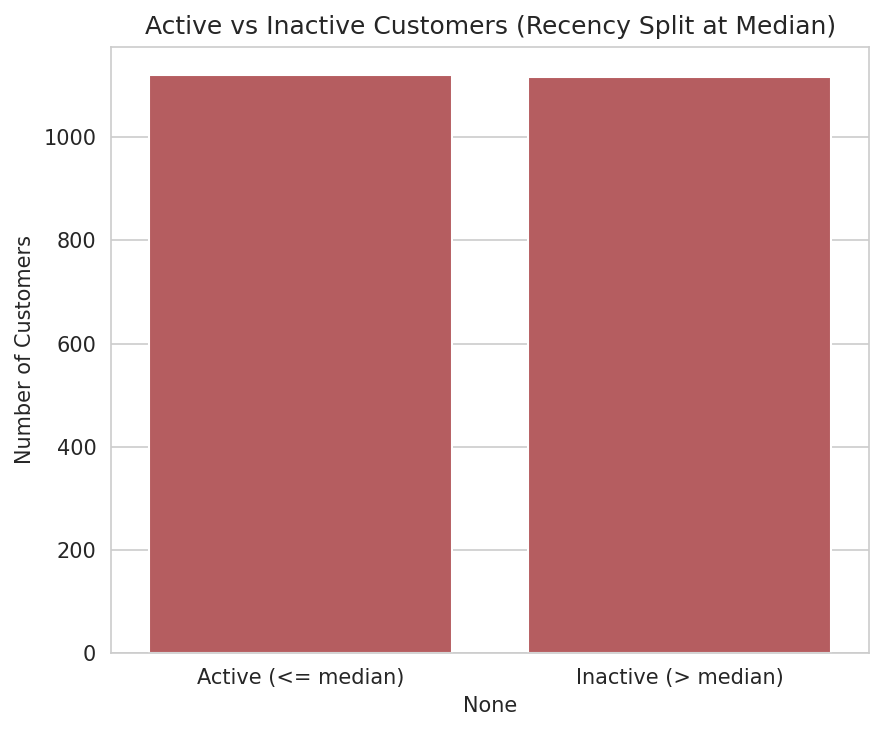 Active vs Inactive Customers (Recency Split at Median)
Number of Customers
1000
800
600
400
200
0
Active (<= median)
Inactive (> median)
None